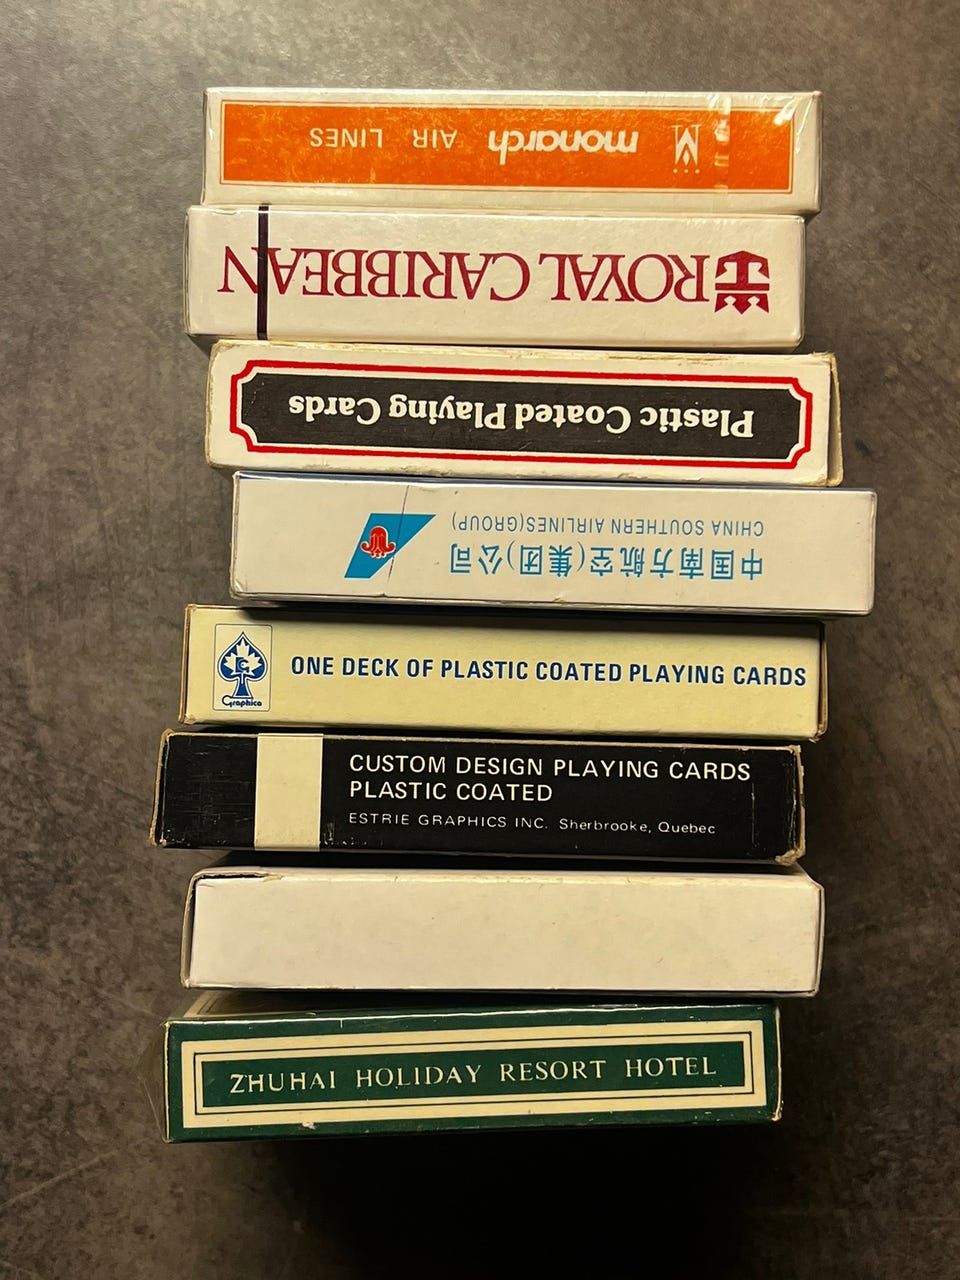 monarch AIR LINES
ROYAL CARIBBEAN
Plastic Coated Playing Cards
中国南方航空(集团)公司
CHINA SOUTHERN AIRLINES(GROUP)
C G
Graphica
ONE DECK OF PLASTIC COATED PLAYING CARDS
CUSTOM DESIGN PLAYING CARDS
PLASTIC COATED
ESTRIE GRAPHICS INC. Sherbrooke, Quebec
ZHUHAI HOLIDAY RESORT HOTEL